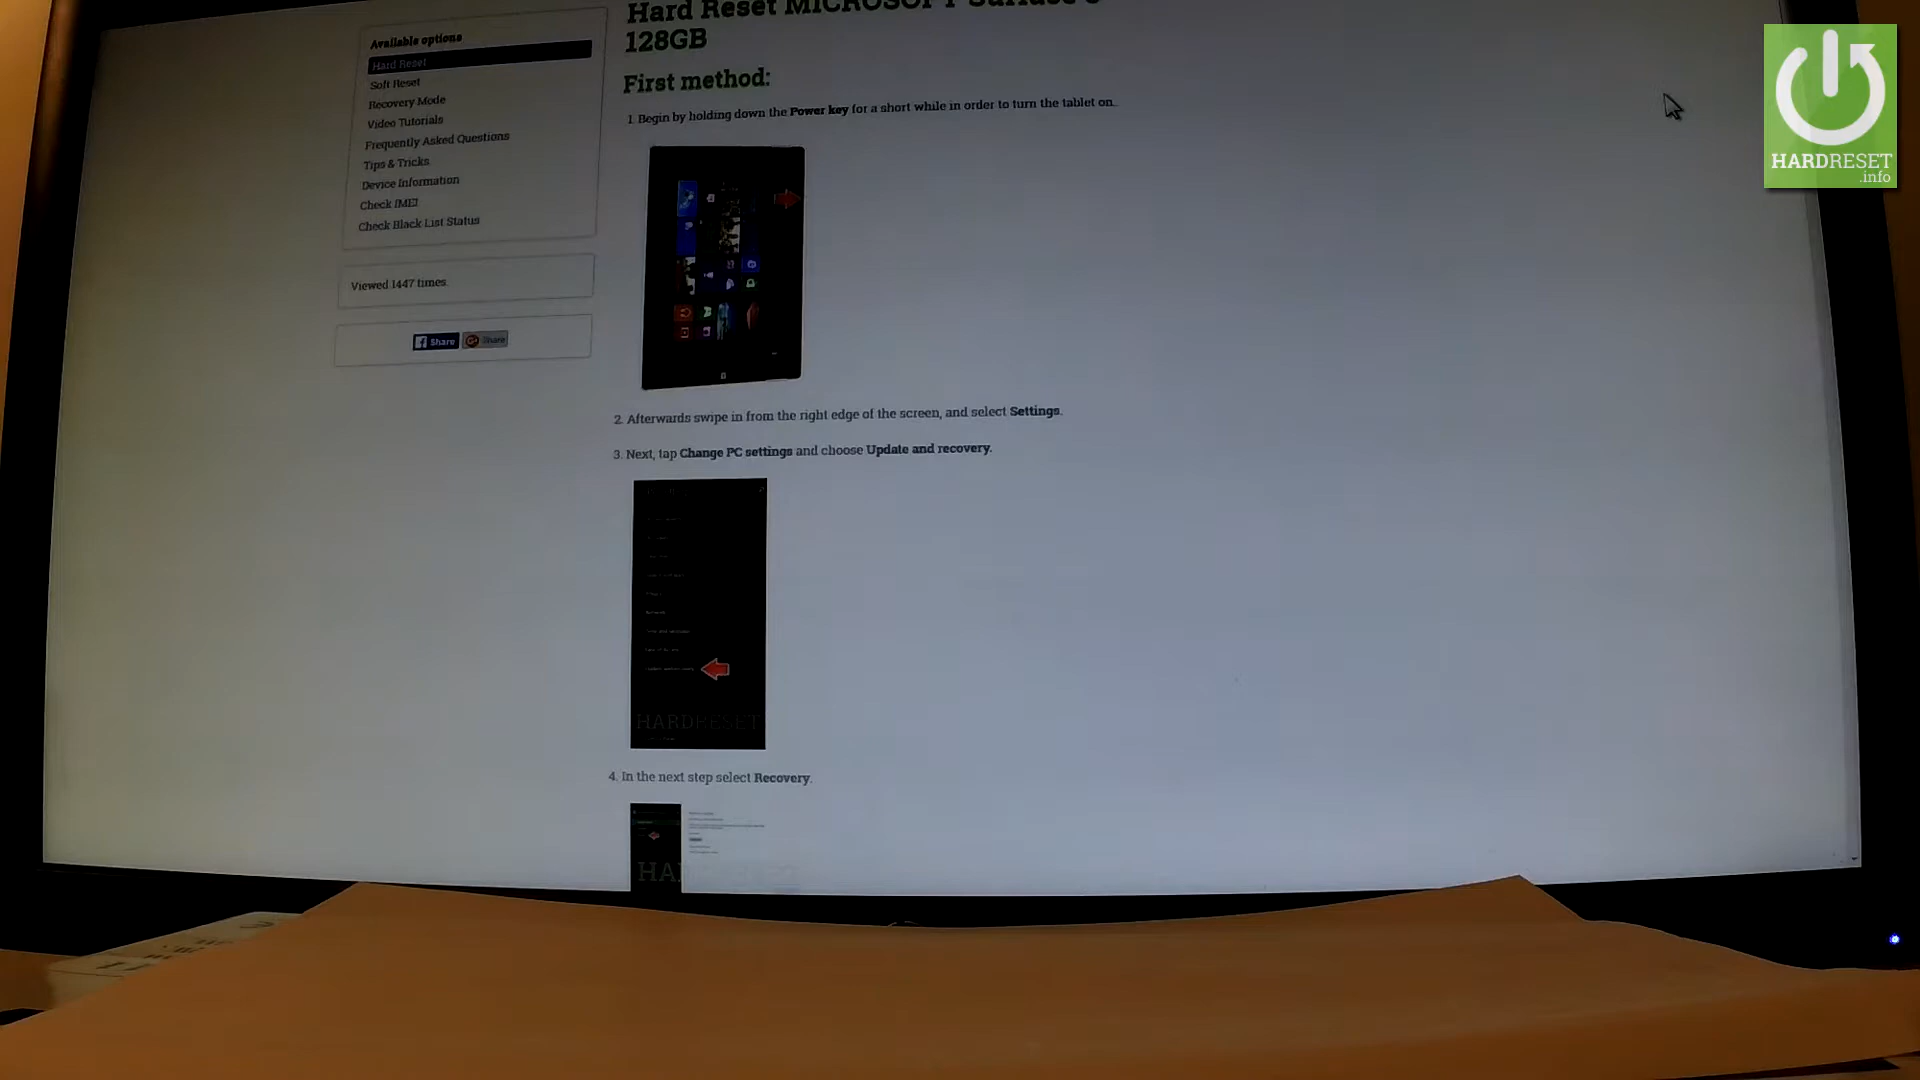 Available options
Hard Reset
Soft Reset
Recovery Mode
Video Tutorials
Frequently Asked Questions
Tips & Tricks
Device Information
Check IMEI
Check Black List Status
Viewed 1447 times.
Share
Share
Hard Reset MICROSOFT Surface 3
128GB
First method:
1. Begin by holding down the Power key for a short while in order to turn the tablet on..
2. Afterwards swipe in from the right edge of the screen, and select Settings.
3. Next, tap Change PC settings and choose Update and recovery.
HARDRESET
4. In the next step select Recovery.
HARDRESET
.info